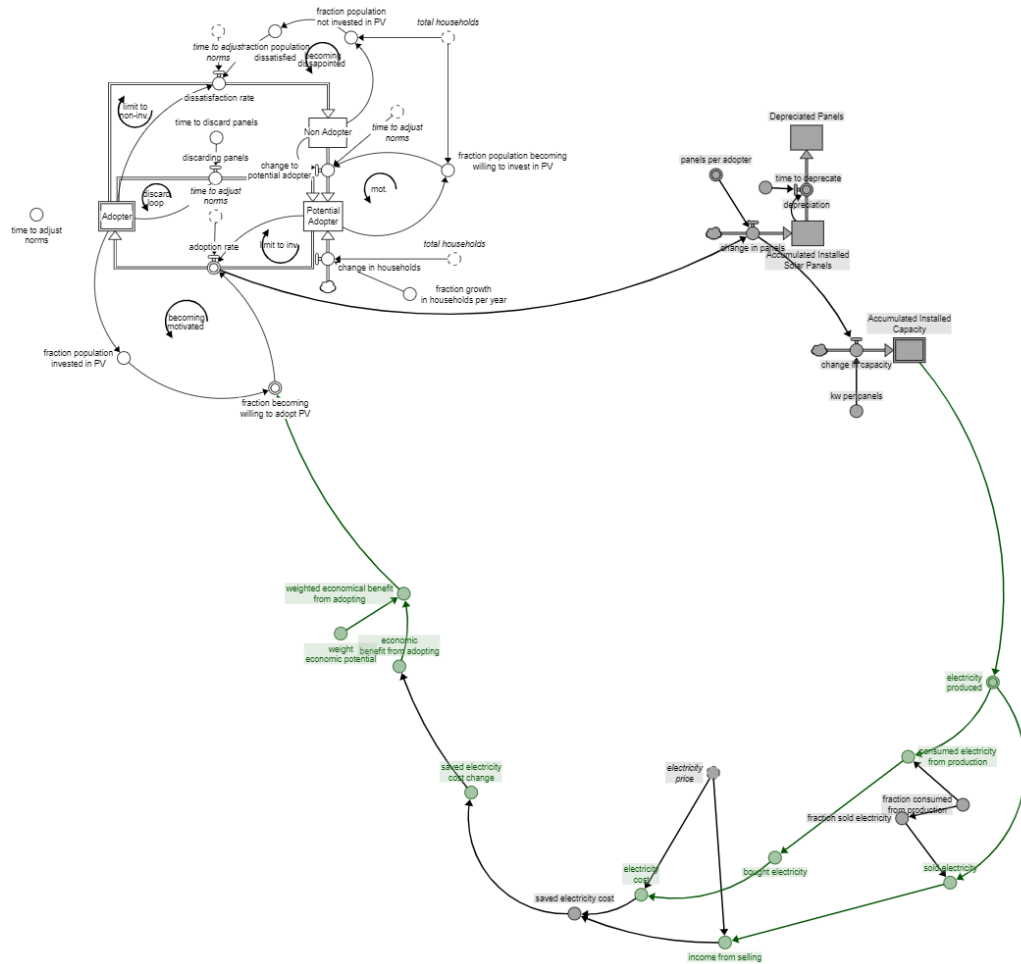 fraction population
not invested in PV
total households
time to adjust
norms
fraction population
dissatisfied
becoming
dissapointed
dissatisfaction rate
limit to
non-inv.
time to discard panels
Non Adopter
time to adjust
norms
discarding panels
change to
potential adopter
fraction population becoming
willing to invest in PV
time to adjust
norms
discard
loop
mot.
Adopter
Potential
Adopter
time to adjust
norms
adoption rate
limit to inv.
total households
change in households
fraction growth
in households per year
becoming
motivated
fraction population
invested in PV
fraction becoming
willing to adopt PV
Depreciated Panels
panels per adopter
time to deprecate
depreciation
change in panels
Accumulated Installed
Solar Panels
Accumulated Installed
Capacity
change in capacity
kw per panels
weighted economical benefit
from adopting
weight
economic potential
economic
benefit from adopting
electricity
produced
saved electricity
cost change
electricity
price
consumed electricity
from production
fraction consumed
from production
fraction sold electricity
electricity
cost
bought electricity
sold electricity
saved electricity cost
income from selling